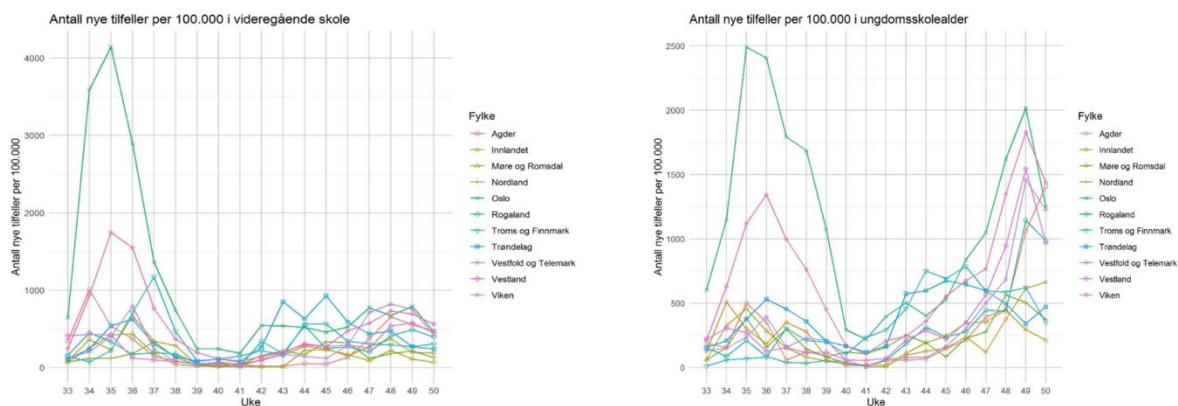 Antall nye tilfeller per 100.000 i videregående skole
Antall nye tilfeller per 100.000
4000
3000
2000
1000
0
33 34 35 36 37 38 39 40 41 42 43 44 45 46 47 48 49 50
Uke
Fylke
Agder
Innlandet
Møre og Romsdal
Nordland
Oslo
Rogaland
Troms og Finnmark
Trøndelag
Vestfold og Telemark
Vestland
Viken
Antall nye tilfeller per 100.000 i ungdomsskolealder
Antall nye tilfeller per 100.000
2500
2000
1500
1000
500
0
33 34 35 36 37 38 39 40 41 42 43 44 45 46 47 48 49 50
Uke
Fylke
Agder
Innlandet
Møre og Romsdal
Nordland
Oslo
Rogaland
Troms og Finnmark
Trøndelag
Vestfold og Telemark
Vestland
Viken